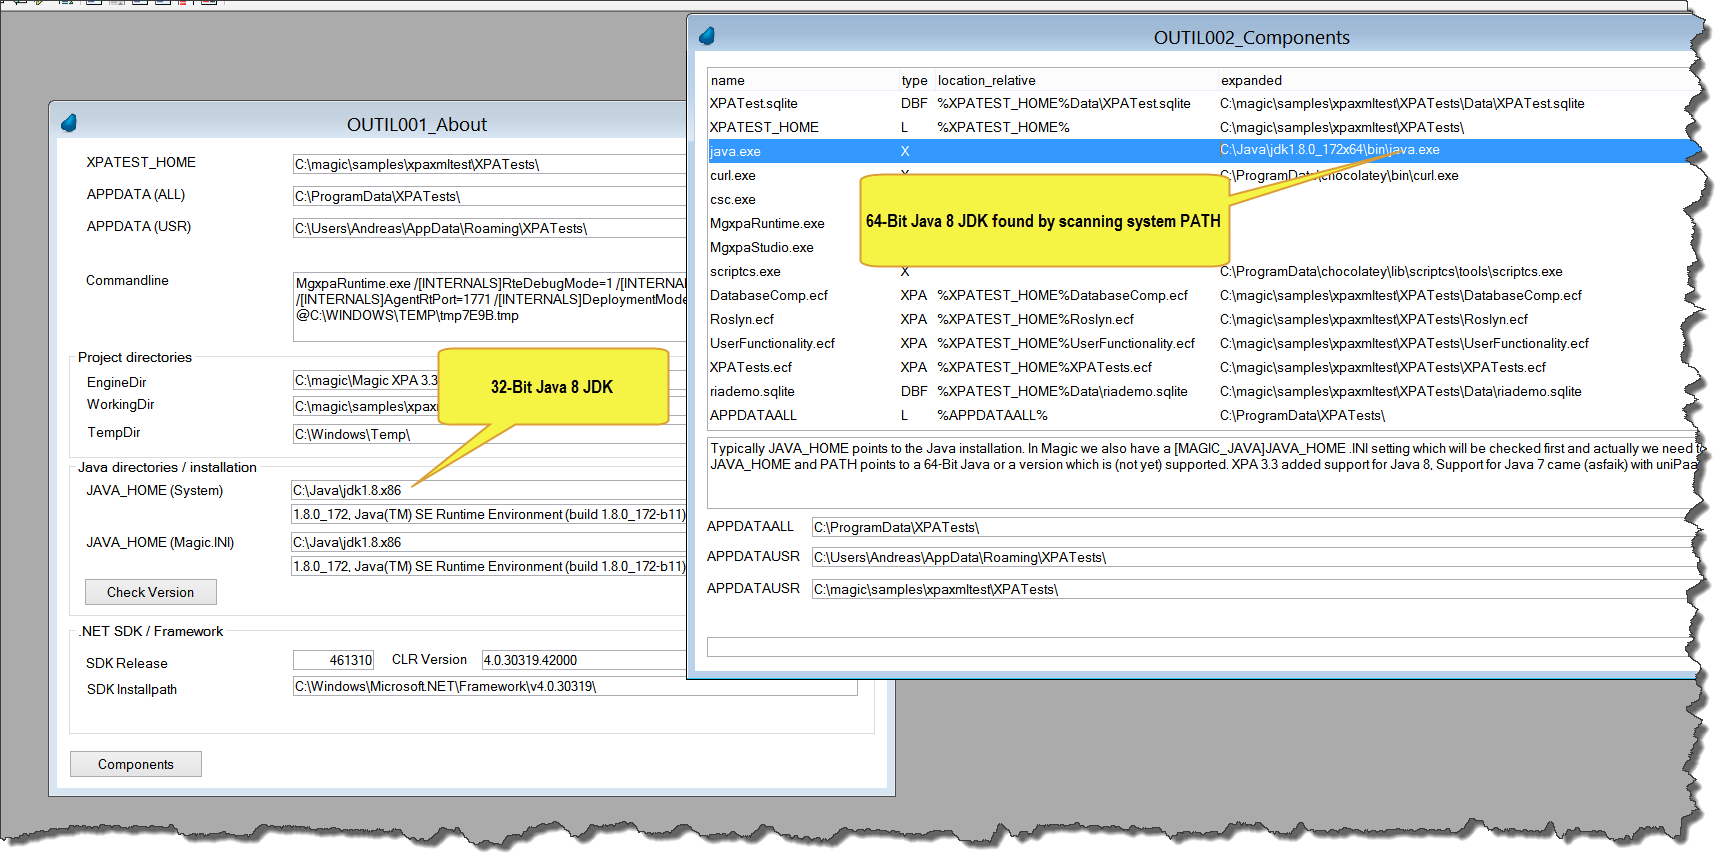 OUTIL001_About
XPATEST_HOME
C:\magic\samples\xpaxmltest\XPATests\
APPDATA (ALL)
C:\ProgramData\XPATests\
APPDATA (USR)
C:\Users\Andreas\AppData\Roaming\XPATests\
Commandline
MgxpaRuntime.exe /[INTERNALS]RteDebugMode=1 /[INTERNA
/[INTERNALS]AgentRtPort=1771 /[INTERNALS]DeploymentMode
@C:\WINDOWS\TEMP\tmp7E9B.tmp
Project directories
EngineDir
C:\magic\Magic XPA 3.3
WorkingDir
C:\magic\samples\xpax
TempDir
C:\Windows\Temp\
32-Bit Java 8 JDK
Java directories / installation
JAVA_HOME (System)
C:\Java\jdk1.8.x86
1.8.0_172, Java(TM) SE Runtime Environment (build 1.8.0_172-b11)
JAVA_HOME (Magic.INI)
C:\Java\jdk1.8.x86
1.8.0_172, Java(TM) SE Runtime Environment (build 1.8.0_172-b11)
Check Version
.NET SDK / Framework
SDK Release
461310
CLR Version
4.0.30319.42000
SDK Installpath
C:\Windows\Microsoft.NET\Framework\v4.0.30319\
Components
OUTIL002_Components
name type location_relative expanded
XPATest.sqlite DBF %XPATEST_HOME%Data\XPATest.sqlite C:\magic\samples\xpaxmltest\XPATests\Data\XPATest.sqlite
XPATEST_HOME L %XPATEST_HOME% C:\magic\samples\xpaxmltest\XPATests\
java.exe X C:\Java\jdk1.8.0_172x64\bin\java.exe
curl.exe X C:\ProgramData\chocolatey\bin\curl.exe
csc.exe
MgxpaRuntime.exe
MgxpaStudio.exe
64-Bit Java 8 JDK found by scanning system PATH
scriptcs.exe X C:\ProgramData\chocolatey\lib\scriptcs\tools\scriptcs.exe
DatabaseComp.ecf XPA %XPATEST_HOME%DatabaseComp.ecf C:\magic\samples\xpaxmltest\XPATests\DatabaseComp.ecf
Roslyn.ecf XPA %XPATEST_HOME%Roslyn.ecf C:\magic\samples\xpaxmltest\XPATests\Roslyn.ecf
UserFunctionality.ecf XPA %XPATEST_HOME%UserFunctionality.ecf C:\magic\samples\xpaxmltest\XPATests\UserFunctionality.ecf
XPATests.ecf XPA %XPATEST_HOME%XPATests.ecf C:\magic\samples\xpaxmltest\XPATests\XPATests.ecf
riademo.sqlite DBF %XPATEST_HOME%Data\riademo.sqlite C:\magic\samples\xpaxmltest\XPATests\Data\riademo.sqlite
APPDATAALL L %APPDATAALL% C:\ProgramData\XPATests\
Typically JAVA_HOME points to the Java installation. In Magic we also have a [MAGIC_JAVA]JAVA_HOME .INI setting which will be checked first and actually we need t
JAVA_HOME and PATH points to a 64-Bit Java or a version which is (not yet) supported. XPA 3.3 added support for Java 8, Support for Java 7 came (asfaik) with uniPaa
APPDATAALL
C:\ProgramData\XPATests\
APPDATAUSR
C:\Users\Andreas\AppData\Roaming\XPATests\
APPDATAUSR
C:\magic\samples\xpaxmltest\XPATests\